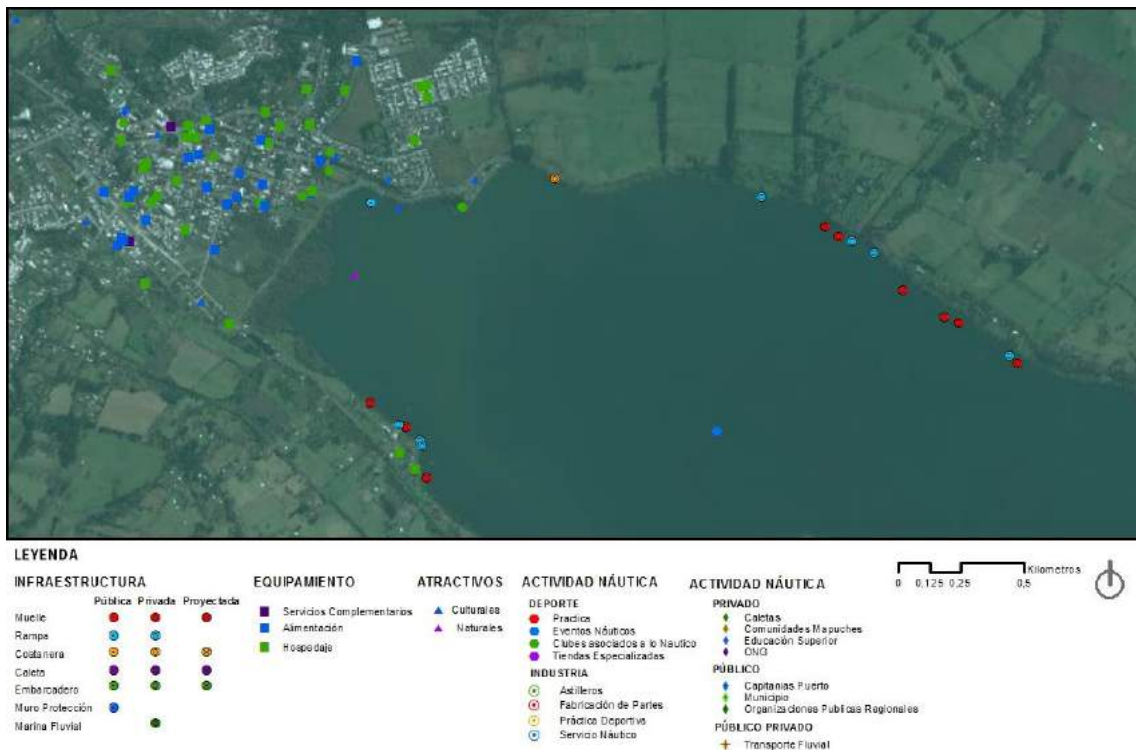 LEYENDA
INFRAESTRUCTURA
Pública Privada Proyectada
Muelle
Rampa
Costanera
Caleta
Embarcadero
Muro Protección
Marina Fluvial
EQUIPAMIENTO
Servicios Complementarios
Alimentación
Hospedaje
ATRACTIVOS
Culturales
Naturales
ACTIVIDAD NÁUTICA
DEPORTE
Practica
Eventos Náuticos
Clubes asociados a lo Nautico
Tiendas Especializadas
INDUSTRIA
Astilleros
Fabricación de Partes
Práctica Deportiva
Servicio Náutico
ACTIVIDAD NÁUTICA
PRIVADO
Caletas
Comunidades Mapuches
Educación Superior
ONG
PÚBLICO
Capitanias Puerto
Municipio
Organizaciones Publicas Regionales
PÚBLICO PRIVADO
Transporte Fluvial
Kilometros
0 0,125 0,25 0,5